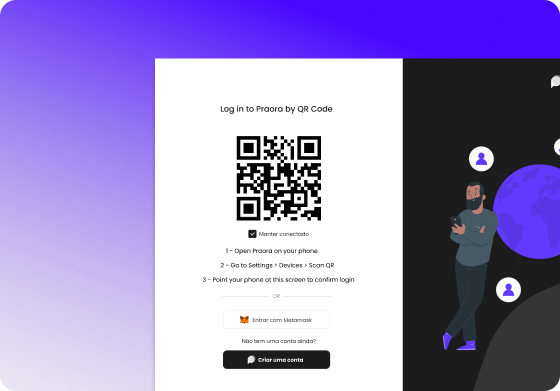 Log in to Praora by QR Code
Manter conectado
1 - Open Praora on your phone
2 - Go to Settings > Devices > Scan QR
3 - Point your phone at this screen to confirm login
OR
Entrar com Metamask
Não tem uma conta ainda?
Criar uma conta